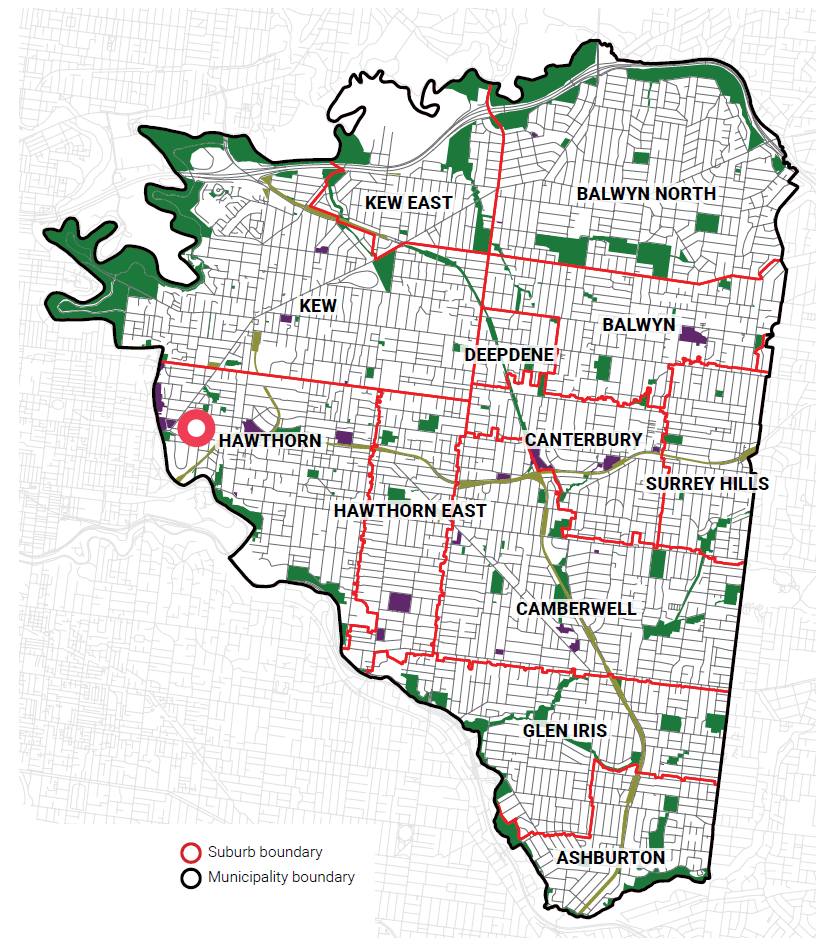 BALWYN NORTH
KEW EAST
KEW
BALWYN
DEEPDENE
HAWTHORN
CANTERBURY
SURREY HILLS
HAWTHORN EAST
CAMBERWELL
GLEN IRIS
ASHBURTON
Suburb boundary
Municipality boundary